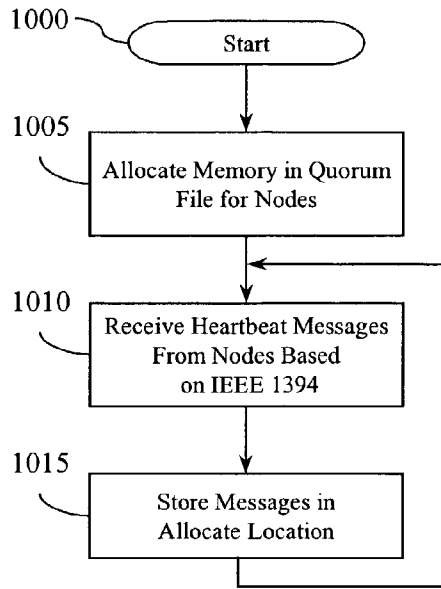 1000
Start
1005
Allocate Memory in Quorum
File for Nodes
1010
Receive Heartbeat Messages
From Nodes Based
on IEEE 1394
1015
Store Messages in
Allocate Location